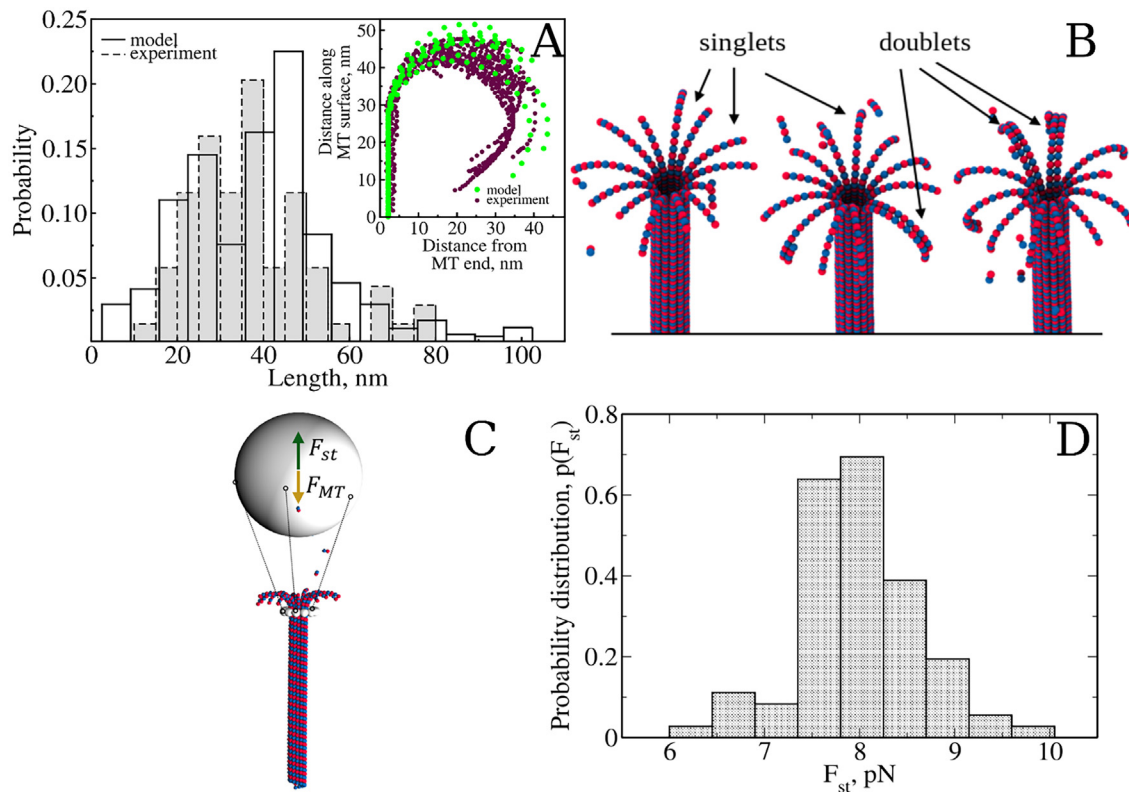 A
0.25
0.20
0.15
0.10
0.05
Probability
model
experiment
0 20 40 60 80 100
Length, nm
Distance along
MT surface, nm
50
40
30
20
10
0
0 10 20 30 40
model
experiment
Distance from
MT end, nm
B
singlets
doublets
C
F_st
F_MT
D
Probability distribution, p(F_st)
0.8
0.6
0.4
0.2
0
6 7 8 9 10
F_st, pN